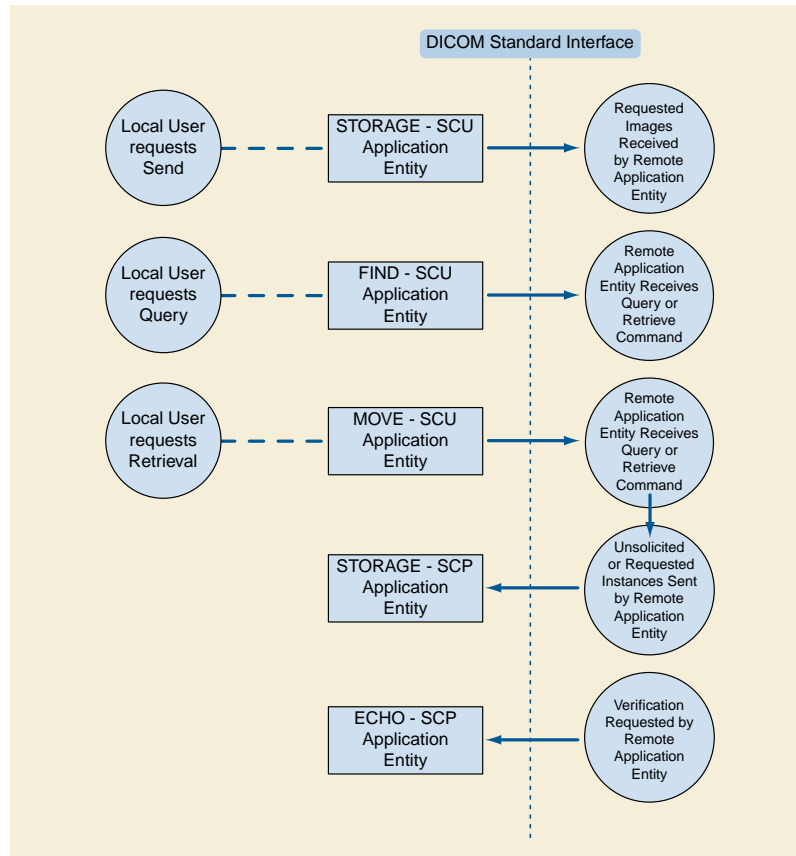 DICOM Standard Interface
Local User
requests
Send
STORAGE - SCU
Application
Entity
Requested
Images
Received
by Remote
Application
Entity
Local User
requests
Query
FIND - SCU
Application
Entity
Remote
Application
Entity Receives
Query or
Retrieve
Command
Local User
requests
Retrieval
MOVE - SCU
Application
Entity
Remote
Application
Entity Receives
Query or
Retrieve
Command
STORAGE - SCP
Application
Entity
Unsolicited
or Requested
Instances Sent
by Remote
Application
Entity
ECHO - SCP
Application
Entity
Verification
Requested by
Remote
Application
Entity